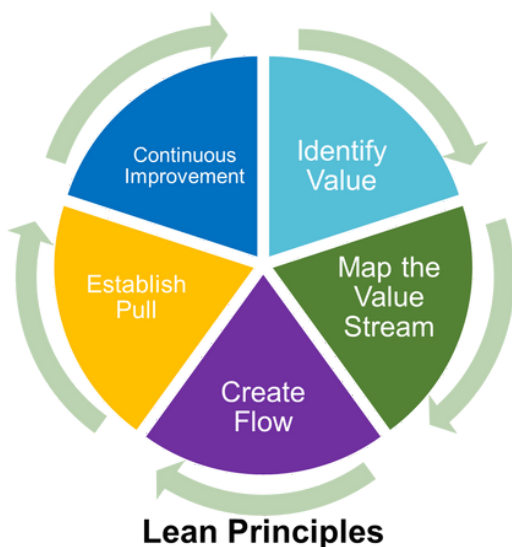 Identify
Value
Map the
Value
Stream
Create
Flow
Establish
Pull
Continuous
Improvement
Lean Principles